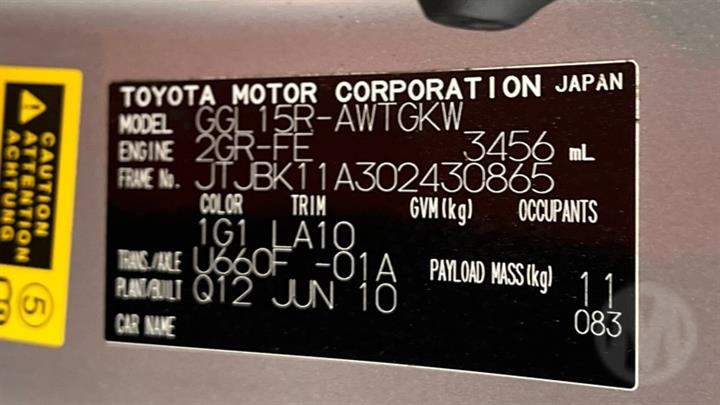 TOYOTA MOTOR CORPORATION JAPAN
MODEL GGL15R-AWTGKW
ENGINE 2GR-FE 3456 mL
FRAME No. JTJBK11A302430865
COLOR TRIM GVM(kg) OCCUPANTS
1G1 LA10
TRANS./AXLE U660F -01A PAYLOAD MASS(kg) 11
PLANT/BUILT Q12 JUN 10 083
CAR NAME
CAUTION
ATTENTION
ACHTUNG
5